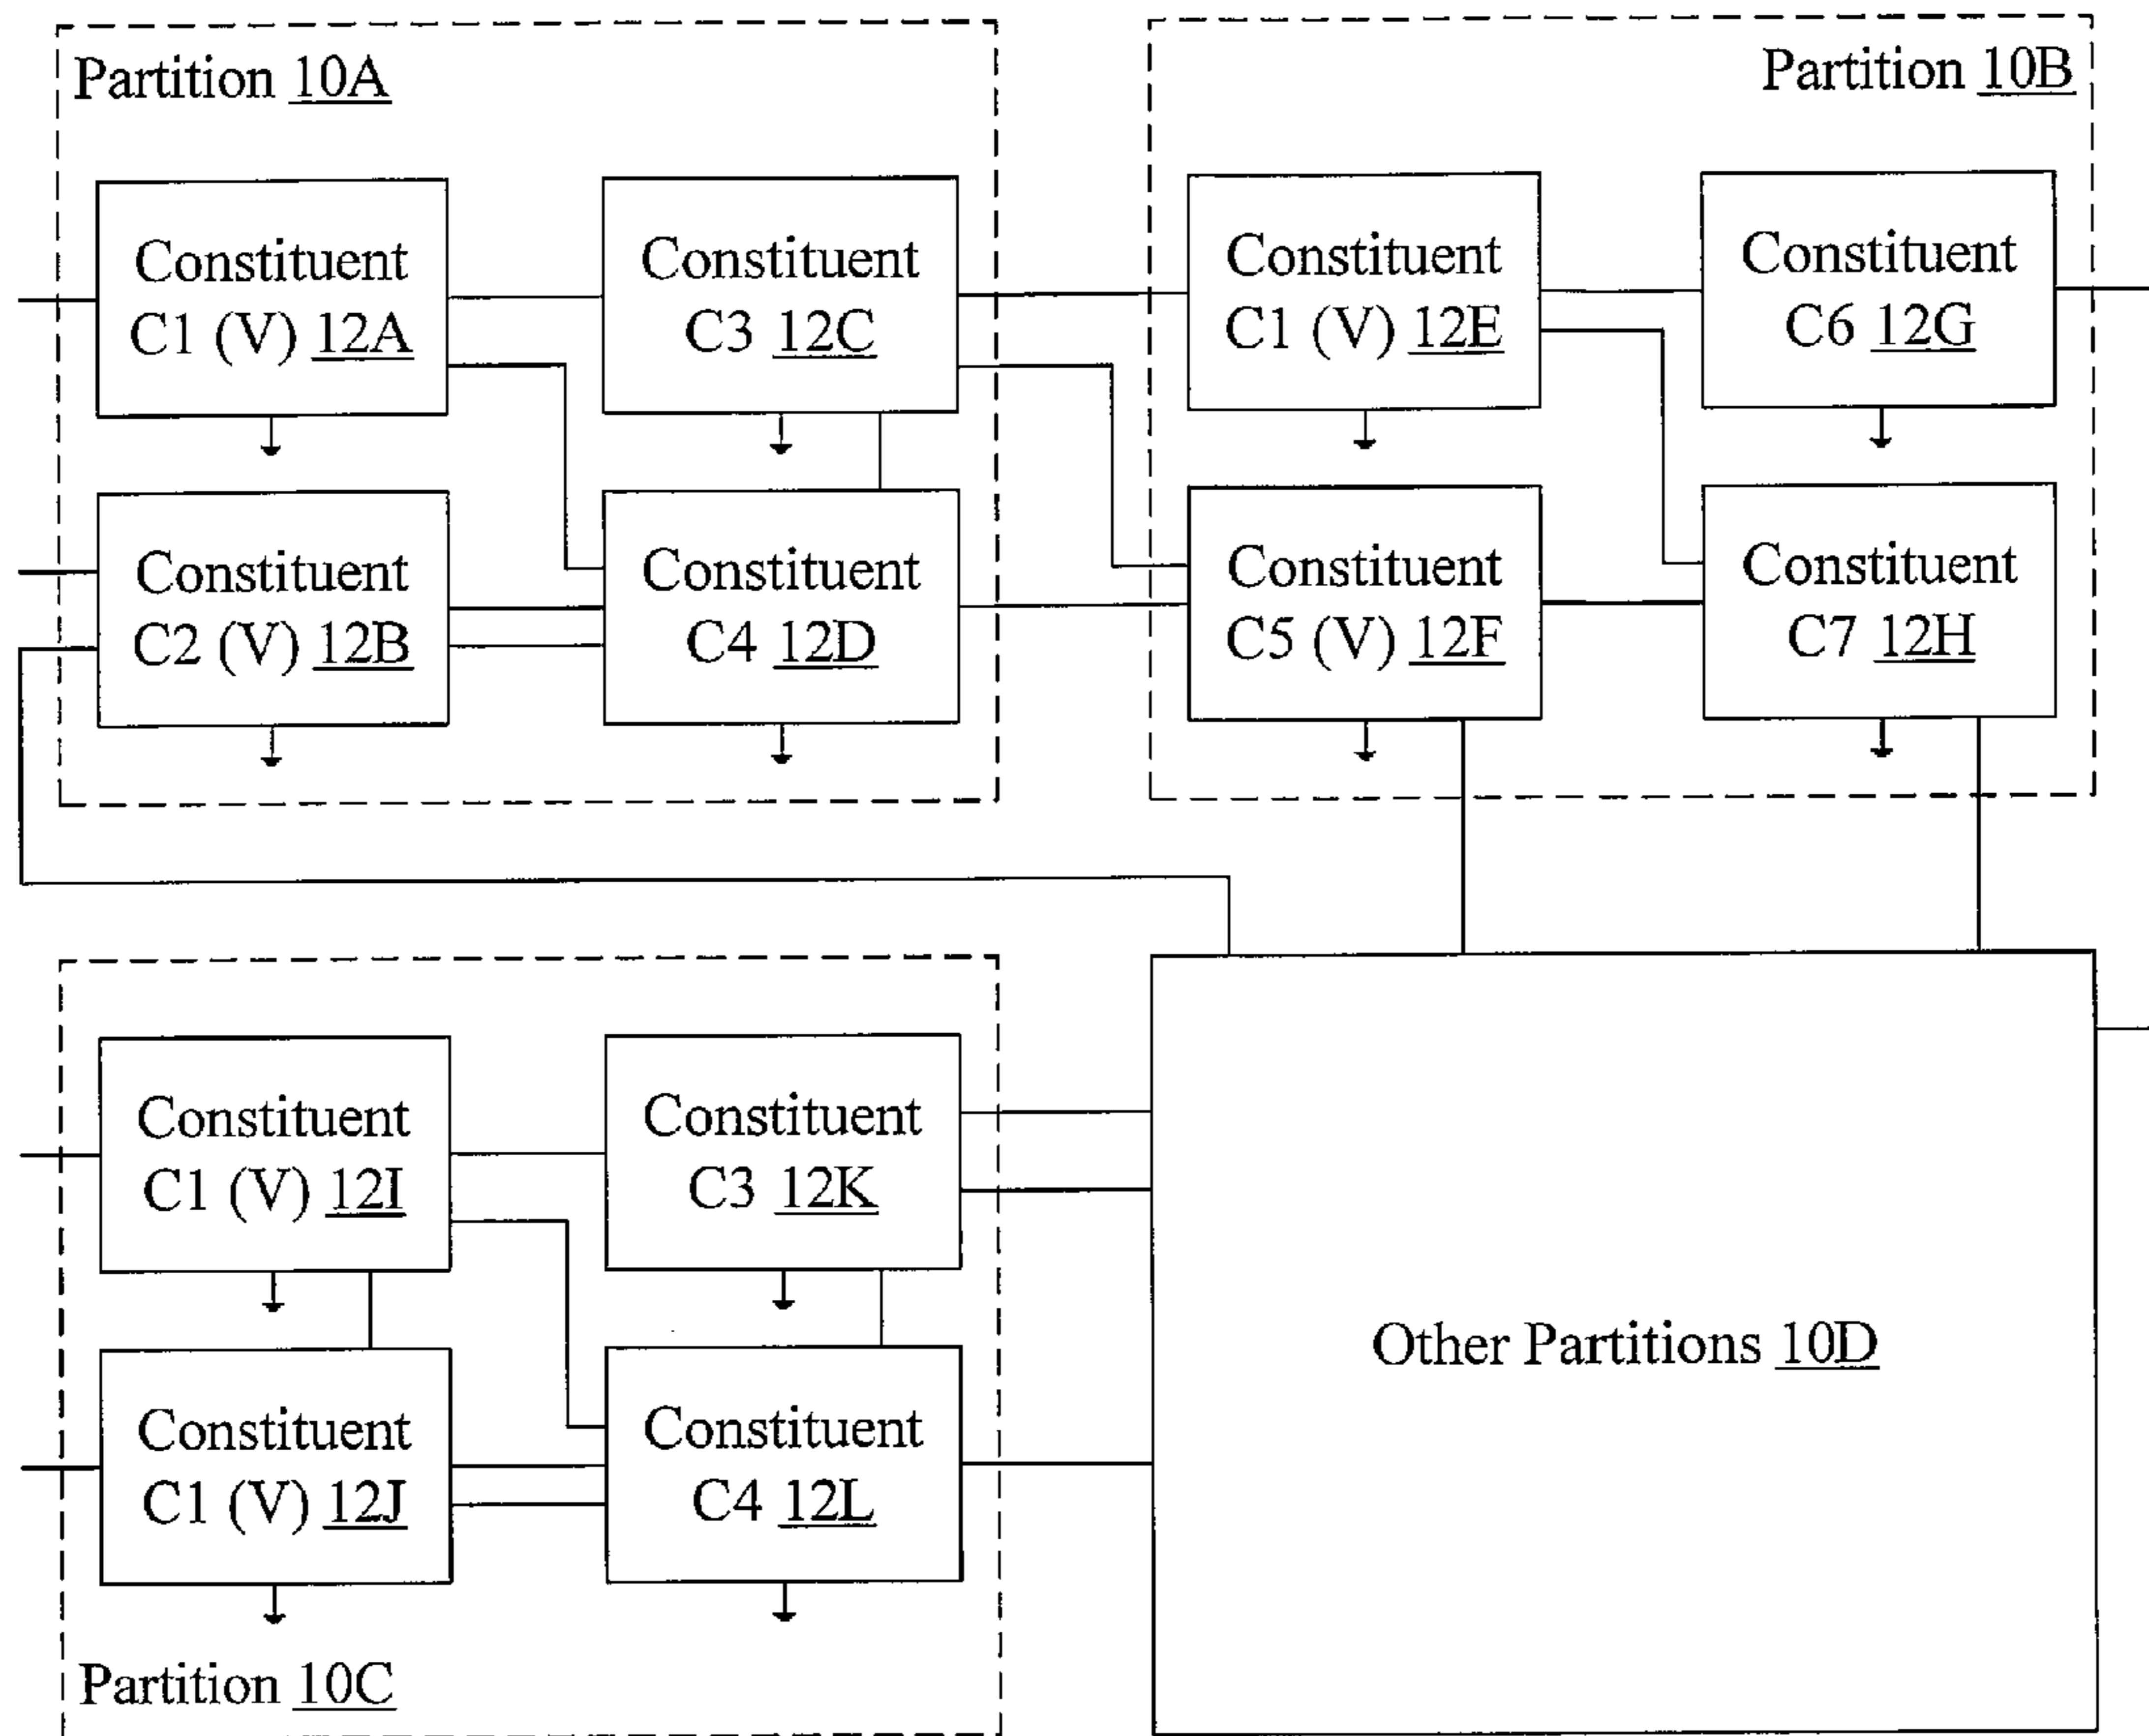 Partition 10A
Constituent
C1 (V) 12A
Constituent
C3 12C
Constituent
C2 (V) 12B
Constituent
C4 12D
Partition 10B
Constituent
C1 (V) 12E
Constituent
C6 12G
Constituent
C5 (V) 12F
Constituent
C7 12H
Constituent
C1 (V) 12I
Constituent
C3 12K
Constituent
C1 (V) 12J
Constituent
C4 12L
Partition 10C
Other Partitions 10D